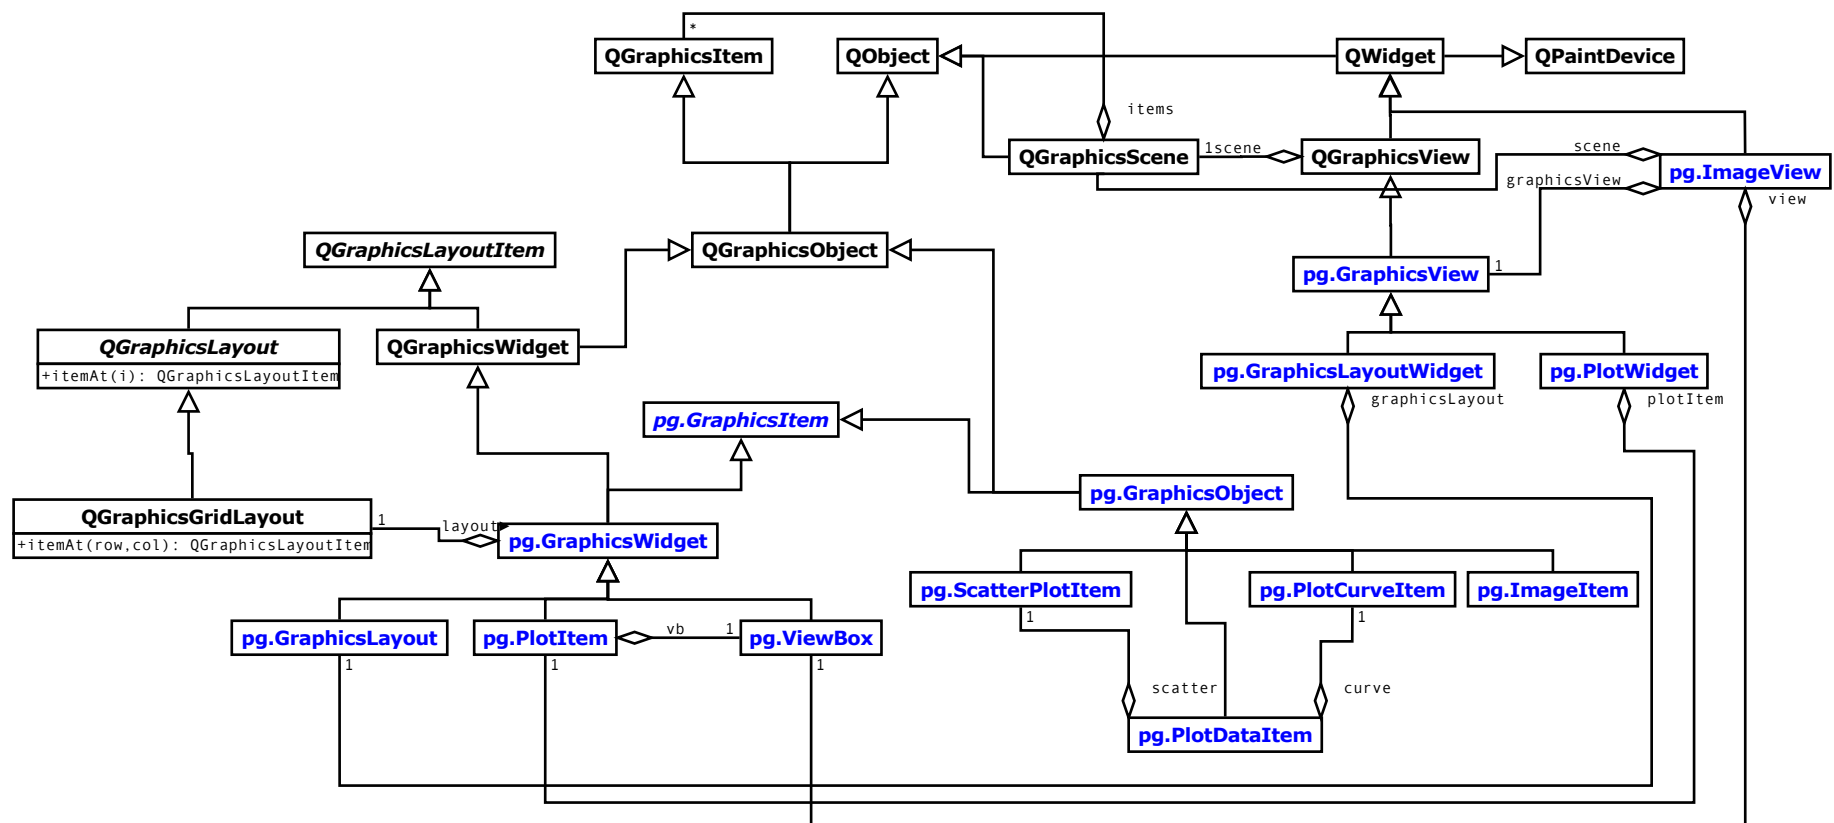 *
QGraphicsItem
QObject
QWidget
QPaintDevice
items
QGraphicsScene
1scene
QGraphicsView
scene
pg.ImageView
graphicsView
view
QGraphicsLayoutItem
QGraphicsObject
pg.GraphicsView
1
QGraphicsLayout
+itemAt(i): QGraphicsLayoutItem
QGraphicsWidget
pg.GraphicsLayoutWidget
pg.PlotWidget
graphicsLayout
plotItem
pg.GraphicsItem
pg.GraphicsObject
QGraphicsGridLayout
+itemAt(row,col): QGraphicsLayoutItem
1
layout
pg.GraphicsWidget
pg.ScatterPlotItem
pg.PlotCurveItem
pg.ImageItem
1
1
pg.GraphicsLayout
pg.PlotItem
vb
1
pg.ViewBox
1
1
1
scatter
curve
pg.PlotDataItem